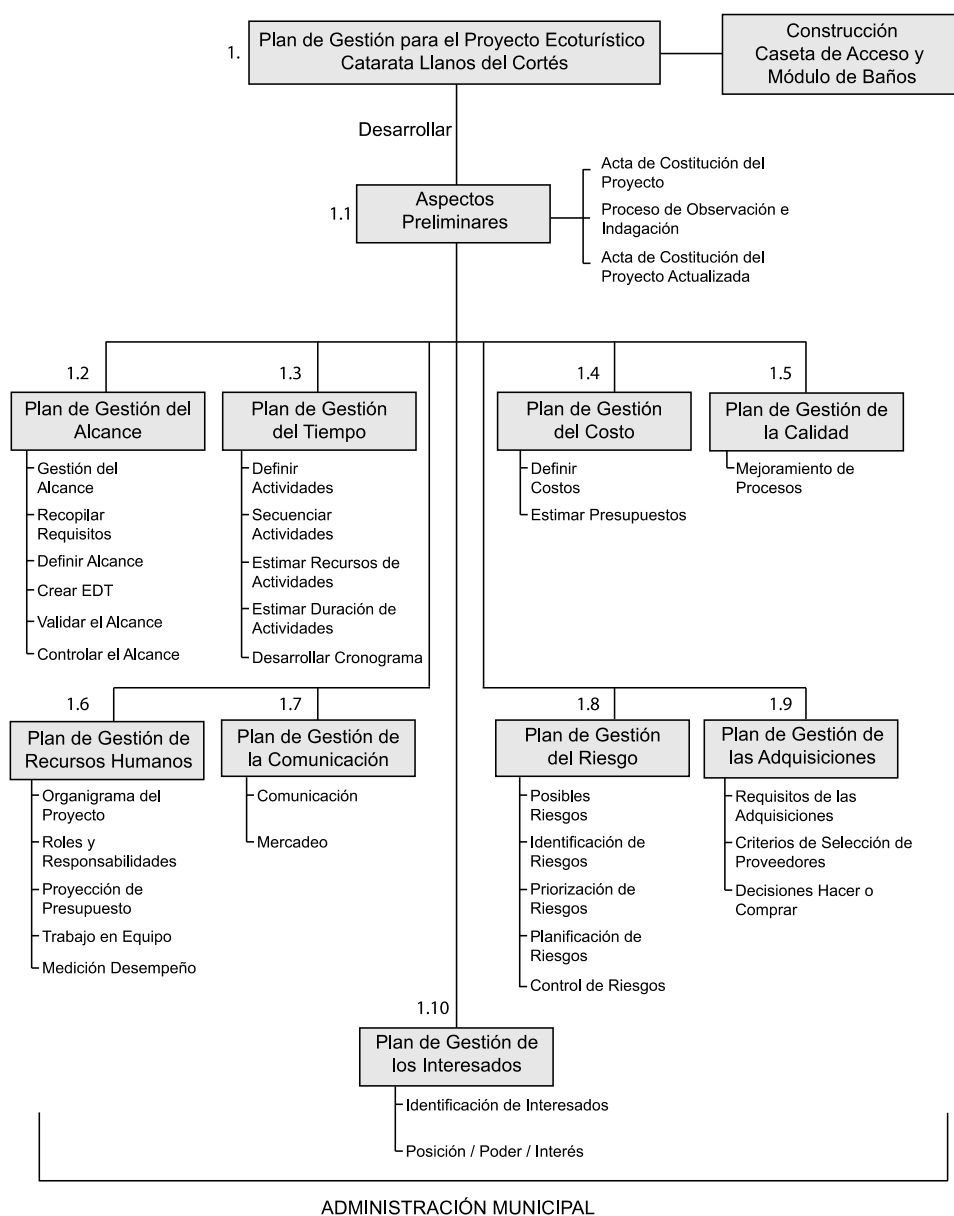 1.
Plan de Gestión para el Proyecto Ecoturístico
Catarata Llanos del Cortés
Construcción
Caseta de Acceso y
Módulo de Baños
Desarrollar
1.1
Aspectos
Preliminares
Acta de Costitución del
Proyecto
Proceso de Observación e
Indagación
Acta de Costitución del
Proyecto Actualizada
1.2
Plan de Gestión del
Alcance
Gestión del
Alcance
Recopilar
Requisitos
Definir Alcance
Crear EDT
Validar el Alcance
Controlar el Alcance
1.3
Plan de Gestión
del Tiempo
Definir
Actividades
Secuenciar
Actividades
Estimar Recursos de
Actividades
Estimar Duración de
Actividades
Desarrollar Cronograma
1.4
Plan de Gestión
del Costo
Definir
Costos
Estimar Presupuestos
1.5
Plan de Gestión de
la Calidad
Mejoramiento de
Procesos
1.6
Plan de Gestión de
Recursos Humanos
Organigrama del
Proyecto
Roles y
Responsabilidades
Proyección de
Presupuesto
Trabajo en Equipo
Medición Desempeño
1.7
Plan de Gestión de
la Comunicación
Comunicación
Mercadeo
1.8
Plan de Gestión
del Riesgo
Posibles
Riesgos
Identificación de
Riesgos
Priorización de
Riesgos
Planificación de
Riesgos
Control de Riesgos
1.9
Plan de Gestión de
las Adquisiciones
Requisitos de las
Adquisiciones
Criterios de Selección de
Proveedores
Decisiones Hacer o
Comprar
1.10
Plan de Gestión de
los Interesados
Identificación de Interesados
Posición / Poder / Interés
ADMINISTRACIÓN MUNICIPAL